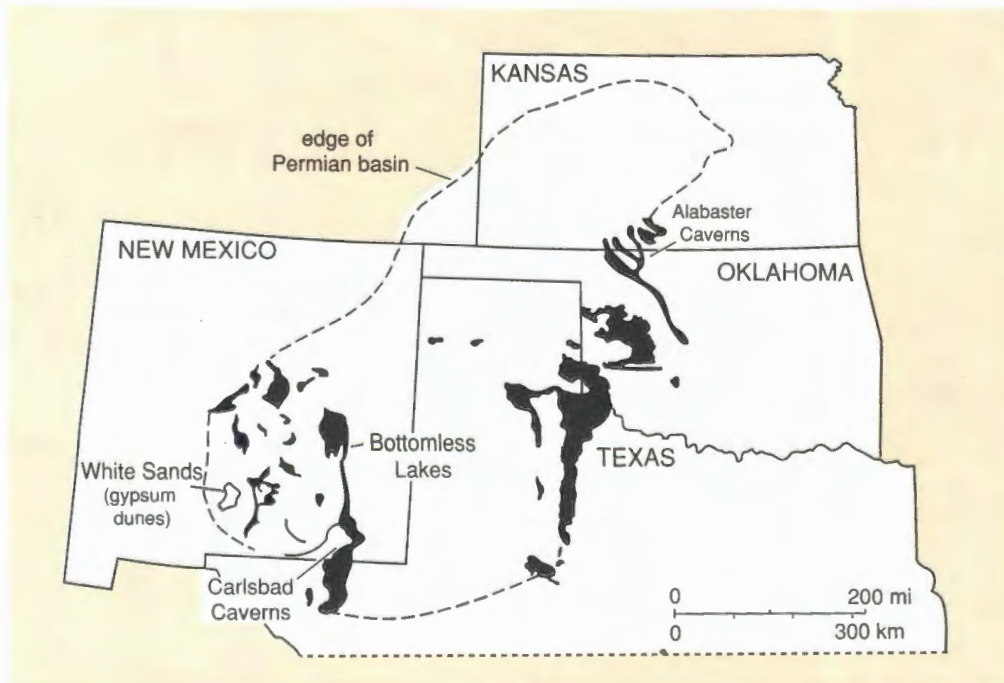 KANSAS
edge of
Permian basin
Alabaster
Caverns
NEW MEXICO
OKLAHOMA
Bottomless
Lakes
TEXAS
White Sands
(gypsum
dunes)
Carlsbad
Caverns
0 200 mi
0 300 km